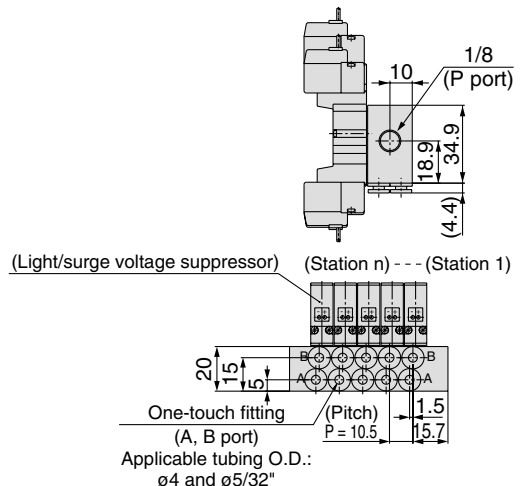 1/8
(P port)
10
18.9
34.9
(4.4)
(Light/surge voltage suppressor)
(Station n) --- (Station 1)
B
B
A
A
20
15
5
One-touch fitting
(A, B port)
Applicable tubing O.D.:
ø4 and ø5/32"
(Pitch)
P = 10.5
1.5
15.7